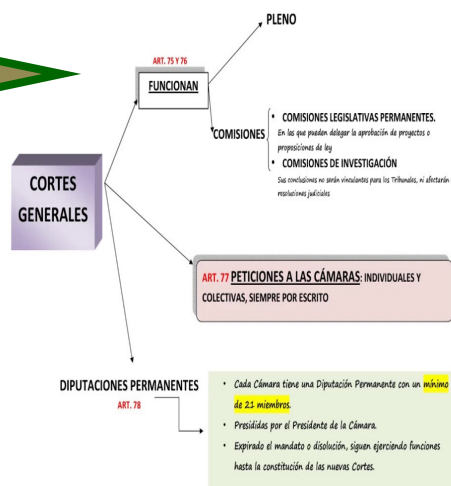 PLENO
ART. 75 Y 76
FUNCIONAN
COMISIONES
• COMISIONES LEGISLATIVAS PERMANENTES.
En las que pueden delegar la aprobación de proyectos o
proposiciones de ley
• COMISIONES DE INVESTIGACIÓN
Sus conclusiones no serán vinculantes para los Tribunales, ni afectarán
resoluciones judiciales
CORTES
GENERALES
ART. 77 PETICIONES A LAS CÁMARAS: INDIVIDUALES Y
COLECTIVAS, SIEMPRE POR ESCRITO
DIPUTACIONES PERMANENTES
ART. 78
• Cada Cámara tiene una Diputación Permanente con un mínimo
de 21 miembros.
• Presididas por el Presidente de la Cámara.
• Expirado el mandato o disolución, siguen ejerciendo funciones
hasta la constitución de las nuevas Cortes.